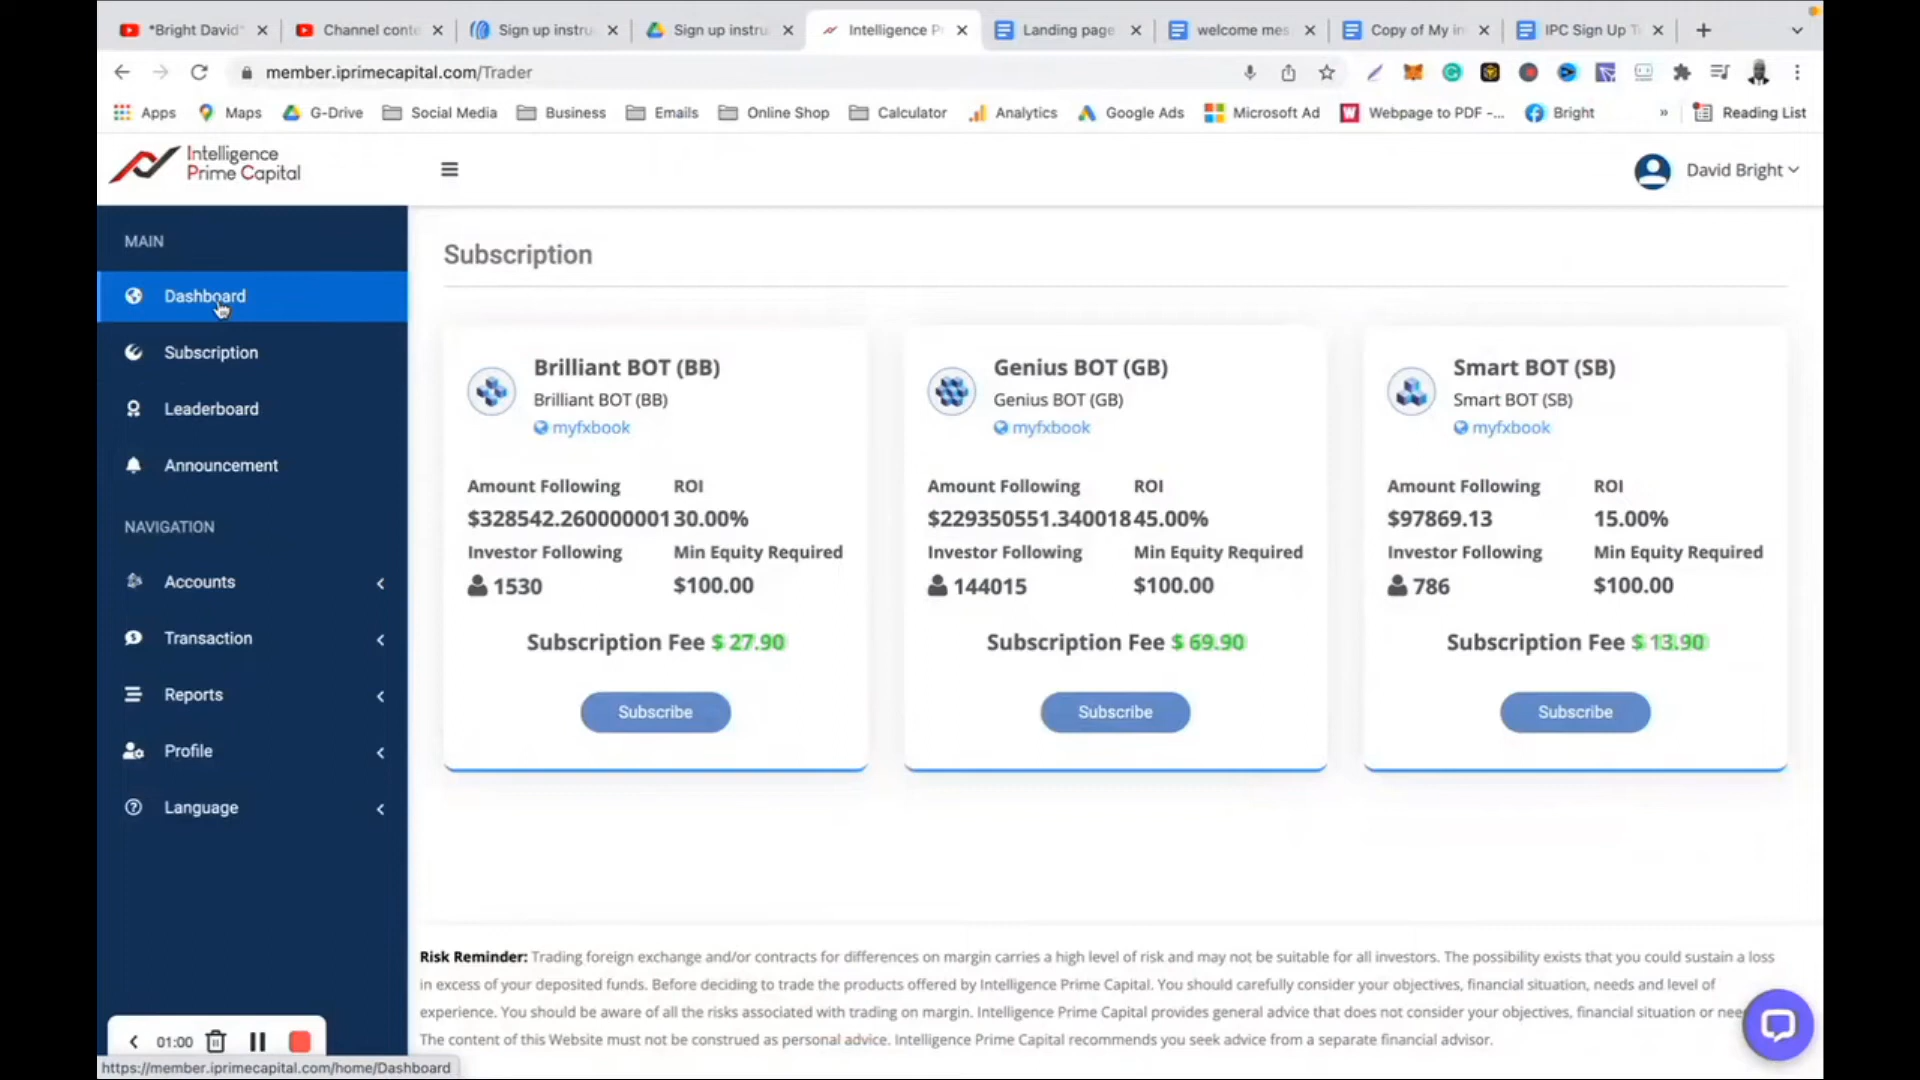 *Bright David'
Channel conte
Sign up instru
Sign up instru
Intelligence P
Landing page
welcome mes
Copy of My in
IPC Sign Up T
member.iprimecapital.com/Trader
Apps
Maps
G-Drive
Social Media
Business
Emails
Online Shop
Calculator
Analytics
Google Ads
Microsoft Ad
Webpage to PDF -...
Bright
»
Reading List
Intelligence
Prime Capital
David Bright
MAIN
Dashboard
Subscription
Leaderboard
Announcement
NAVIGATION
Accounts
Transaction
Reports
Profile
Language
Subscription
Brilliant BOT (BB)
Brilliant BOT (BB)
myfxbook
Amount Following ROI
$328542.26000000130.00%
Investor Following Min Equity Required
1530 $100.00
Subscription Fee $ 27.90
Subscribe
Genius BOT (GB)
Genius BOT (GB)
myfxbook
Amount Following ROI
$229350551.34001845.00%
Investor Following Min Equity Required
144015 $100.00
Subscription Fee $ 69.90
Subscribe
Smart BOT (SB)
Smart BOT (SB)
myfxbook
Amount Following ROI
$97869.13 15.00%
Investor Following Min Equity Required
786 $100.00
Subscription Fee $ 13.90
Subscribe
Risk Reminder: Trading foreign exchange and/or contracts for differences on margin carries a high level of risk and may not be suitable for all investors. The possibility exists that you could sustain a loss
in excess of your deposited funds. Before deciding to trade the products offered by Intelligence Prime Capital. You should carefully consider your objectives, financial situation, needs and level of
experience. You should be aware of all the risks associated with trading on margin. Intelligence Prime Capital provides general advice that does not consider your objectives, financial situation or nee
The content of this Website must not be construed as personal advice. Intelligence Prime Capital recommends you seek advice from a separate financial advisor.
01:00
https://member.iprimecapital.com/home/Dashboard